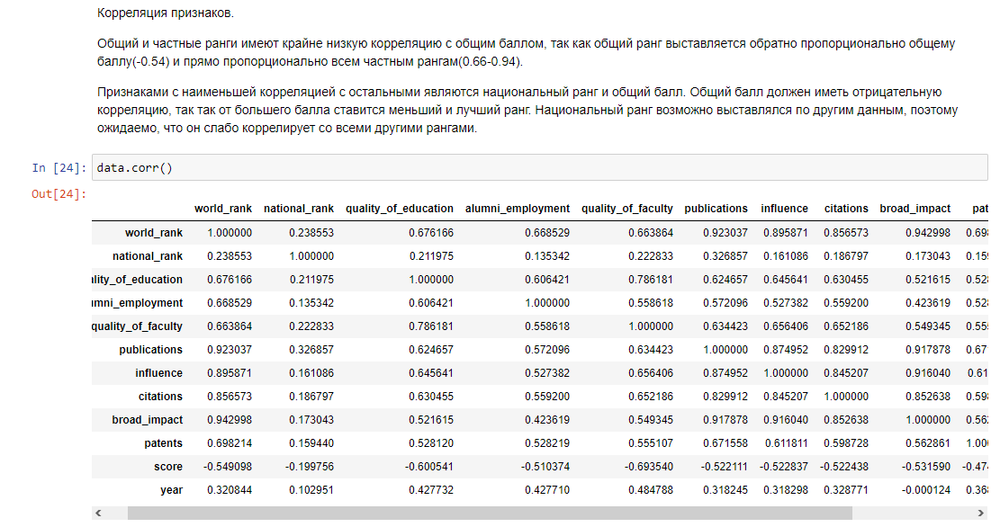 Корреляция признаков.
Общий и частные ранги имеют крайне низкую корреляцию с общим баллом, так как общий ранг выставляется обратно пропорционально общему
баллу(-0.54) и прямо пропорционально всем частным рангам(0.66-0.94).
Признаками с наименьшей корреляцией с остальными являются национальный ранг и общий балл. Общий балл должен иметь отрицательную
корреляцию, так так от большего балла ставится меньший и лучший ранг. Национальный ранг возможно выставлялся по другим данным, поэтому
ожидаемо, что он слабо коррелирует со всеми другими рангами.
In [24]: data.corr()
Out[24]:
world_rank national_rank quality_of_education alumni_employment quality_of_faculty publications influence citations broad_impact pat
world_rank 1.000000 0.238553 0.676166 0.668529 0.663864 0.923037 0.895871 0.856573 0.942998 0.698
national_rank 0.238553 1.000000 0.211975 0.135342 0.222833 0.326857 0.161086 0.186797 0.173043 0.159
ality_of_education 0.676166 0.211975 1.000000 0.606421 0.786181 0.624657 0.645641 0.630455 0.521615 0.528
umni_employment 0.668529 0.135342 0.606421 1.000000 0.558618 0.572096 0.527382 0.559200 0.423619 0.528
quality_of_faculty 0.663864 0.222833 0.786181 0.558618 1.000000 0.634423 0.656406 0.652186 0.549345 0.555
publications 0.923037 0.326857 0.624657 0.572096 0.634423 1.000000 0.874952 0.829912 0.917878 0.67
influence 0.895871 0.161086 0.645641 0.527382 0.656406 0.874952 1.000000 0.845207 0.916040 0.61
citations 0.856573 0.186797 0.630455 0.559200 0.652186 0.829912 0.845207 1.000000 0.852638 0.598
broad_impact 0.942998 0.173043 0.521615 0.423619 0.549345 0.917878 0.916040 0.852638 1.000000 0.562
patents 0.698214 0.159440 0.528120 0.528219 0.555107 0.671558 0.611811 0.598728 0.562861 1.00
score -0.549098 -0.199756 -0.600541 -0.510374 -0.693540 -0.522111 -0.522837 -0.522438 -0.531590 -0.474
year 0.320844 0.102951 0.427732 0.427710 0.484788 0.318245 0.318298 0.328771 -0.000124 0.368